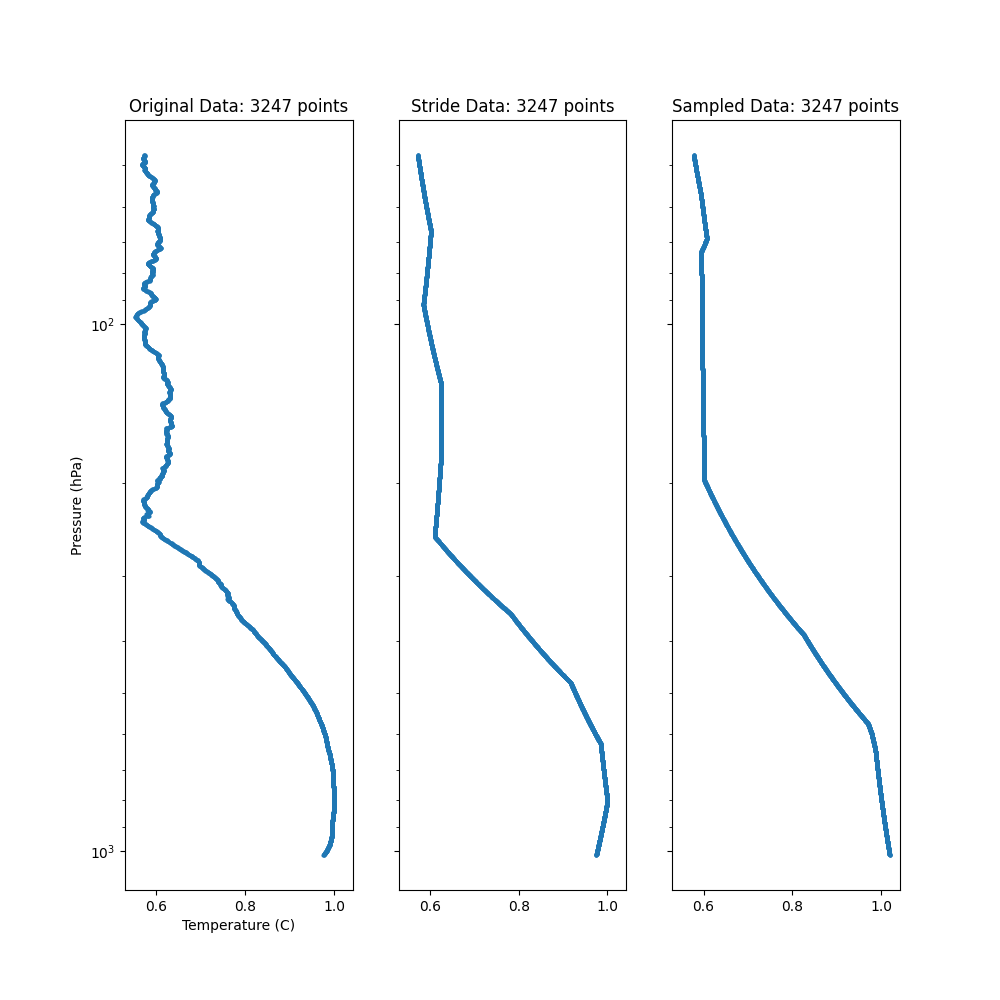 Original Data: 3247 points
Stride Data: 3247 points
Sampled Data: 3247 points
Pressure (hPa)
10²
10³
0.6 0.8 1.0
0.6 0.8 1.0
0.6 0.8 1.0
Temperature (C)